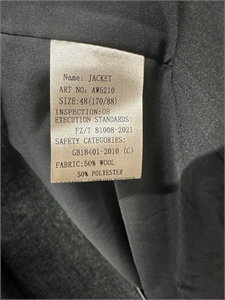 Name: JACKET
ART NO: AW5210
SIZE:48(170/88)
INSPECTION:08
EXECUTION STANDARDS:
FZ/T 81008-2021
SAFETY CATEGORIES:
GB18401-2010 (C)
FABRIC:50% WOOL
50% POLYESTER